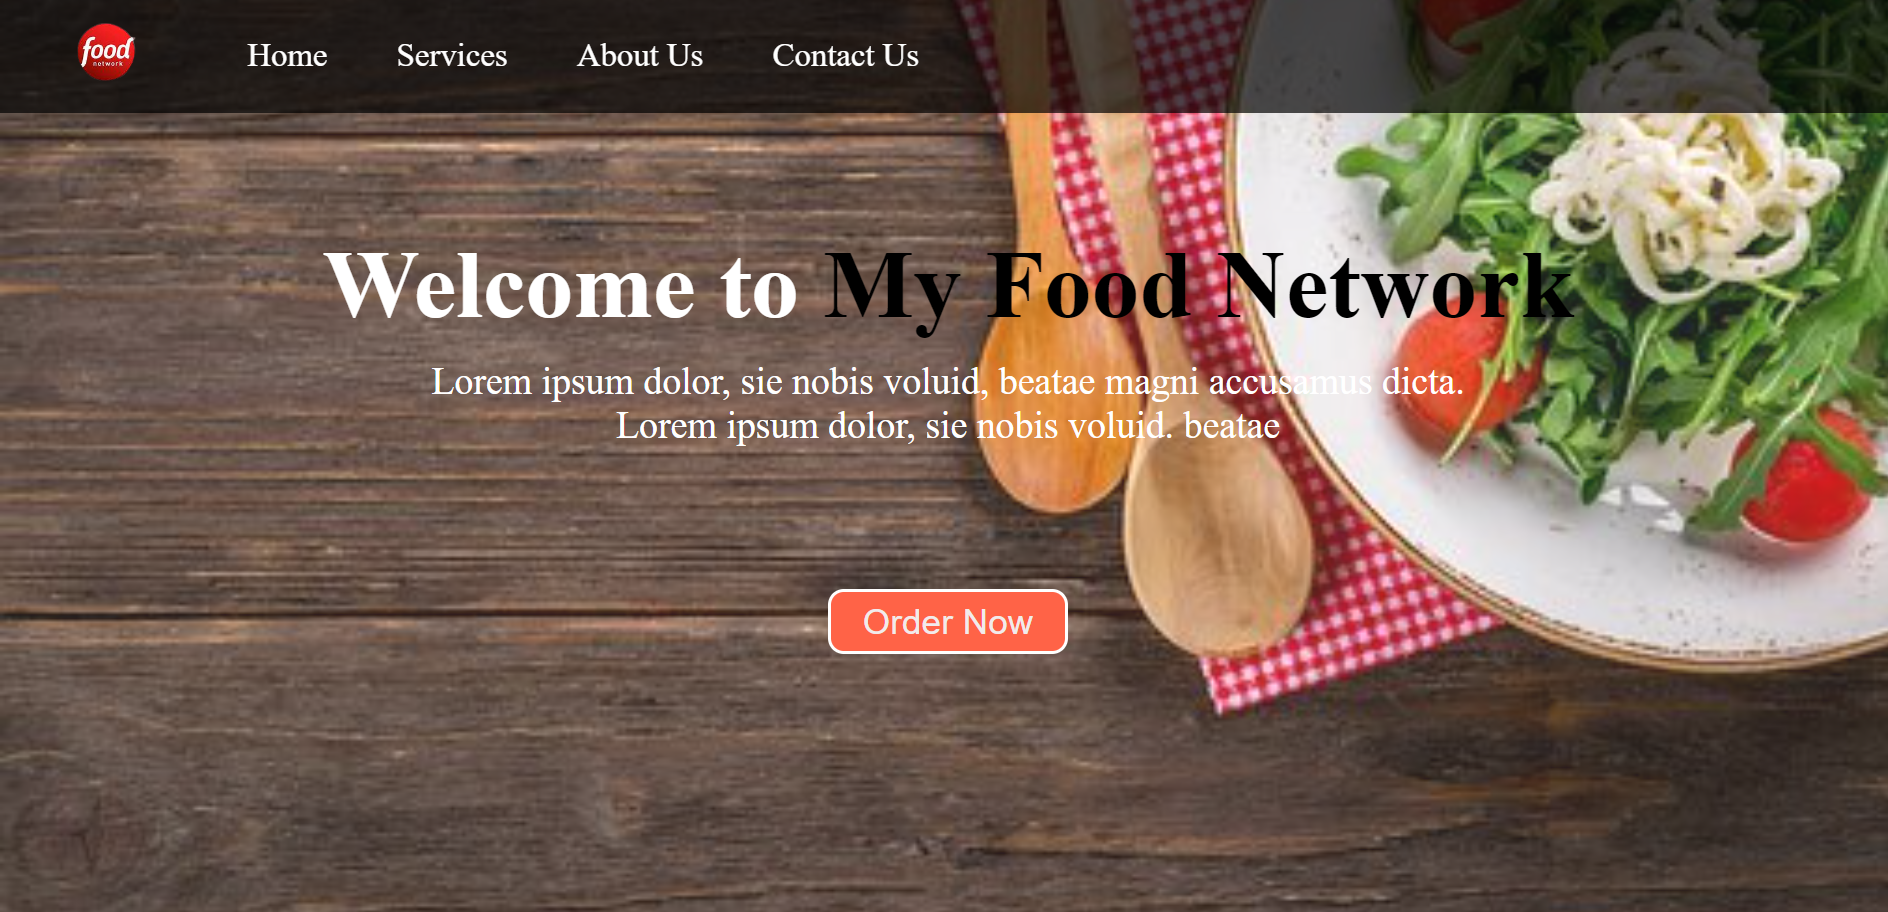 food
network
Home Services About Us Contact Us
Welcome to My Food Network
Lorem ipsum dolor, sie nobis voluid, beatae magni accusamus dicta.
Lorem ipsum dolor, sie nobis voluid. beatae
Order Now